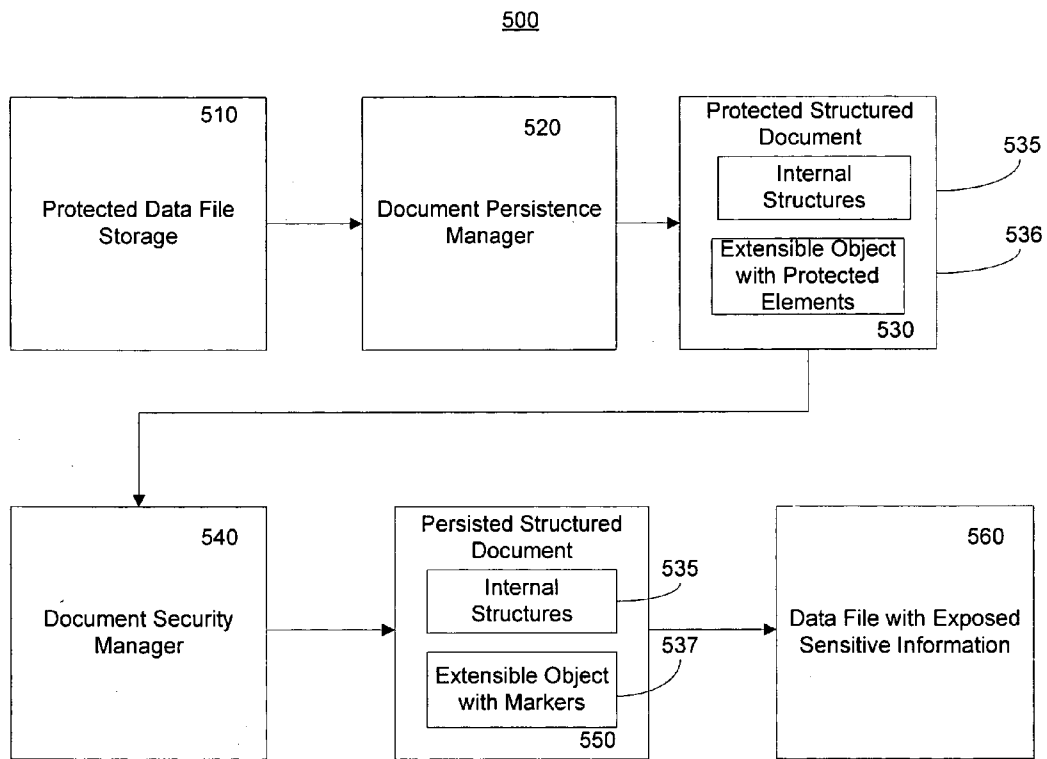 500
510
Protected Data File
Storage
520
Document Persistence
Manager
Protected Structured
Document
Internal
Structures
535
Extensible Object
with Protected
Elements
536
530
540
Document Security
Manager
Persisted Structured
Document
Internal
Structures
535
Extensible Object
with Markers
537
550
560
Data File with Exposed
Sensitive Information